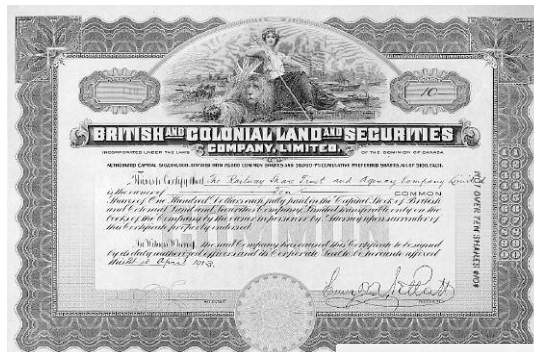 10
BRITISH AND COLONIAL LAND AND SECURITIES
INCORPORATED UNDER THE LAWS COMPANY, LIMITED. OF THE DOMINION OF CANADA
This is to Certify that The Railway Share Trust and Agency Company Limited
is the owner of Ten COMMON
Shares of One Hundred Dollars each fully paid in the Capital Stock of British
and Colonial Land and Securities Company, Limited transferable only on the
Books of the Company by the owner in person or by Attorney upon surrender of
this Certificate properly endorsed.
In Witness Whereof, the said Company has caused this Certificate to be signed
by its duly authorized officers and its Corporate Seal to be hereunto affixed
this 1st of April 1913.
NOT OVER TEN SHARES